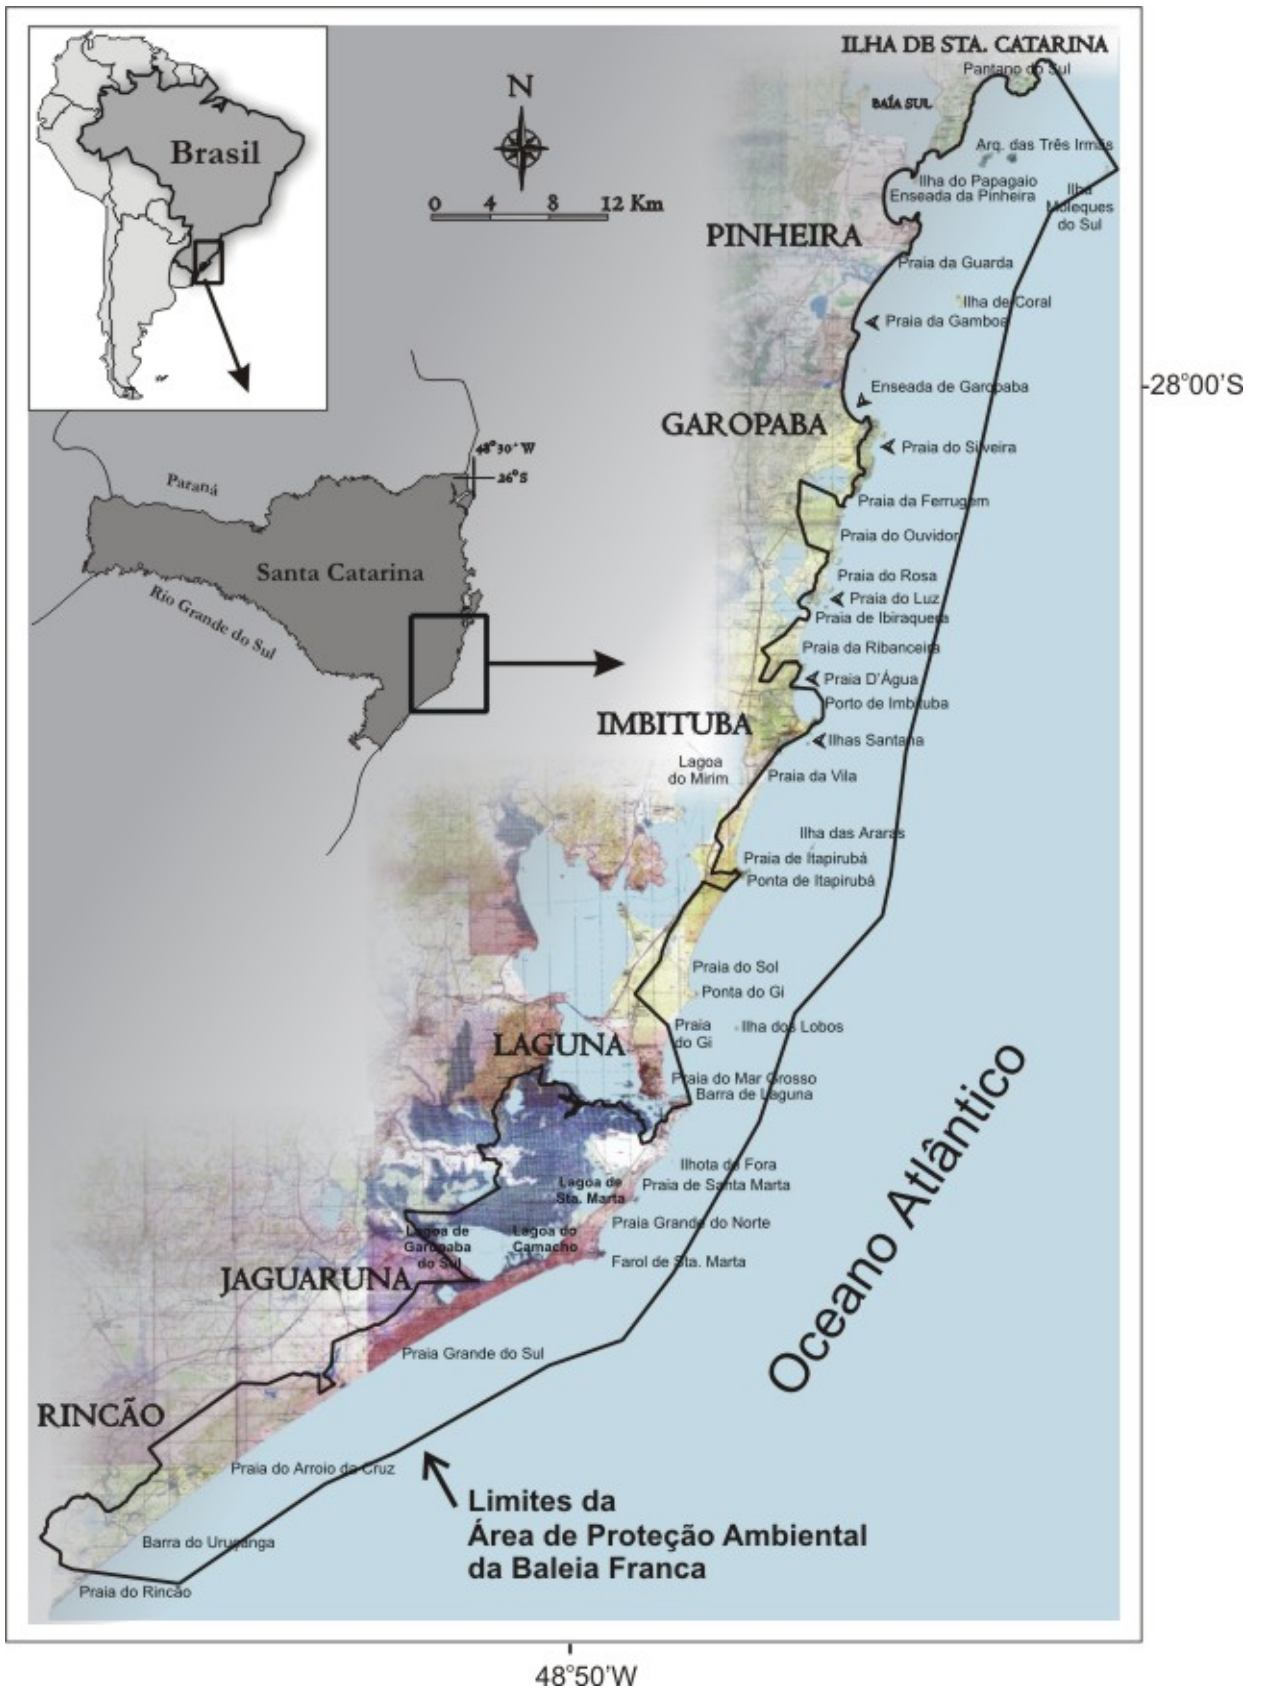 ILHA DE STA. CATARINA
Pantano do Sul
BAÍA SUL
N
Brasil
Arq. das Três Irmãs
Ilha do Papagaio
Enseada da Pinheira
Ilha
Moleques
do Sul
0 4 8 12 Km
PINHEIRA
Praia da Guarda
Ilha de Coral
Praia da Gamboa
28°00'S
Enseada de Garopaba
GAROPABA
Praia do Silveira
48°30'W
26°S
Paraná
Praia da Ferrugem
Praia do Ouvidor
Santa Catarina
Praia do Rosa
Rio Grande do Sul
Praia do Luz
Praia de Ibiraquera
Praia da Ribanceira
Praia D'Água
Porto de Imbituba
IMBITUBA
Ilhas Santana
Lagoa
do Mirim
Praia da Vila
Ilha das Araras
Praia de Itapirubá
Ponta de Itapirubá
Praia do Sol
Ponta do Gi
Praia
do Gi
Ilha dos Lobos
LAGUNA
Praia do Mar Grosso
Barra de Laguna
Oceano Atlântico
Ilhota de Fora
Lagoa de
Sta. Marta
Praia de Santa Marta
Praia Grande do Norte
Lagoa de
Garopaba
do Sul
Lagoa do
Camacho
Farol de Sta. Marta
JAGUARUNA
Praia Grande do Sul
RINCÃO
Praia do Arroio da Cruz
Limites da
Área de Proteção Ambiental
da Baleia Franca
Barra do Urupanga
Praia do Rincão
48°50'W